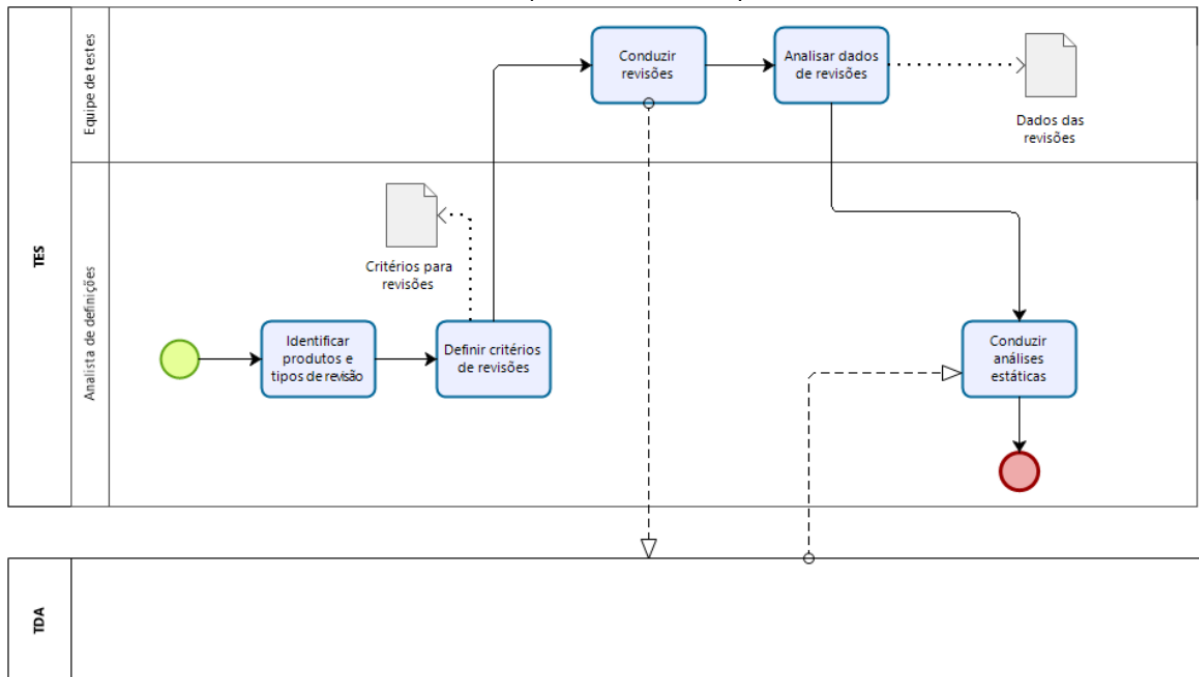 TES
Equipe de testes
Conduzir
revisões
Analisar dados
de revisões
Dados das
revisões
Analista de definições
Critérios para
revisões
Identificar
produtos e
tipos de revisão
Definir critérios
de revisões
Conduzir
análises
estáticas
TDA